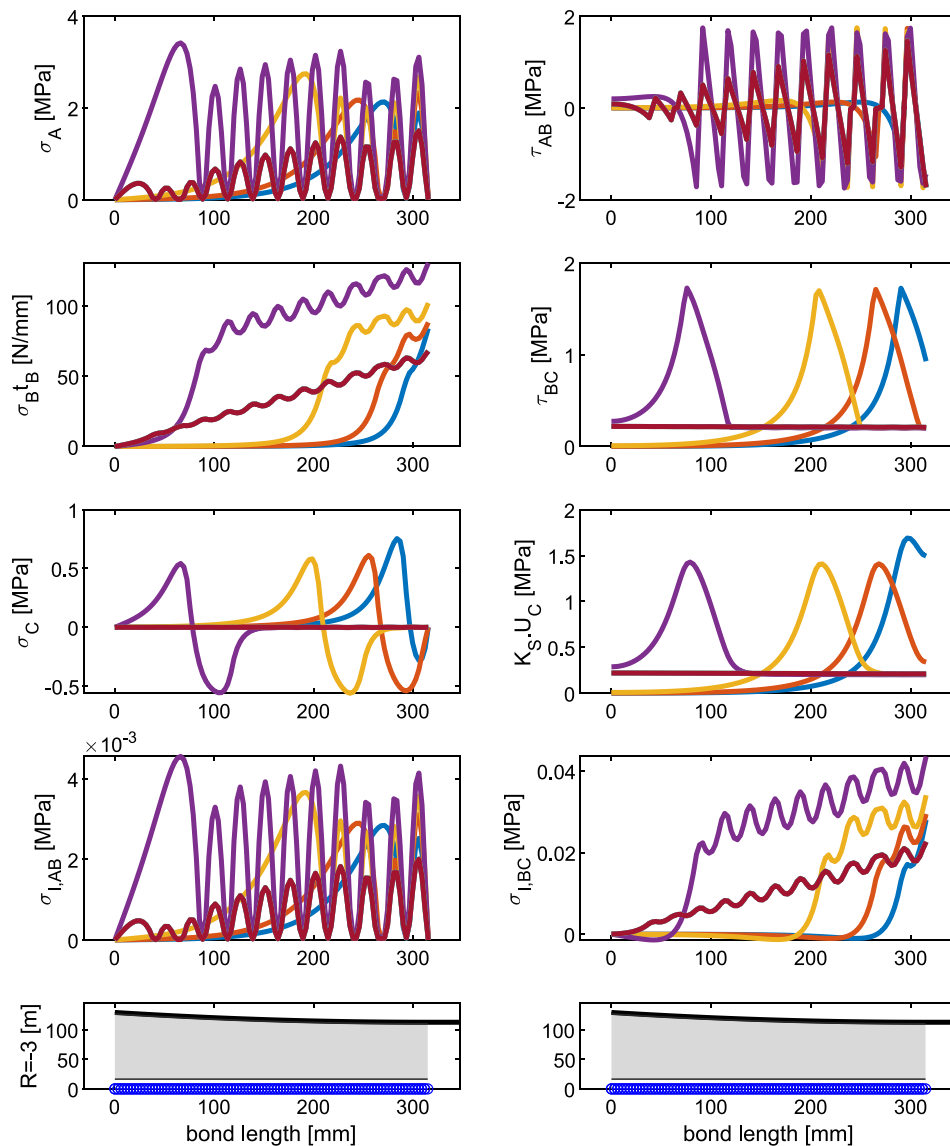 4
2
0
σA [MPa]
0 100 200 300
2
0
-2
τAB [MPa]
0 100 200 300
100
50
0
σBtB [N/mm]
0 100 200 300
2
1
0
τBC [MPa]
0 100 200 300
1
0.5
0
-0.5
σC [MPa]
0 100 200 300
2
1.5
1
0.5
0
KS.UC [MPa]
0 100 200 300
×10-3
4
2
0
σI,AB [MPa]
0 100 200 300
0.04
0.02
0
σI,BC [MPa]
0 100 200 300
100
50
0
R=-3 [m]
0 100 200 300
bond length [mm]
100
50
0
0 100 200 300
bond length [mm]